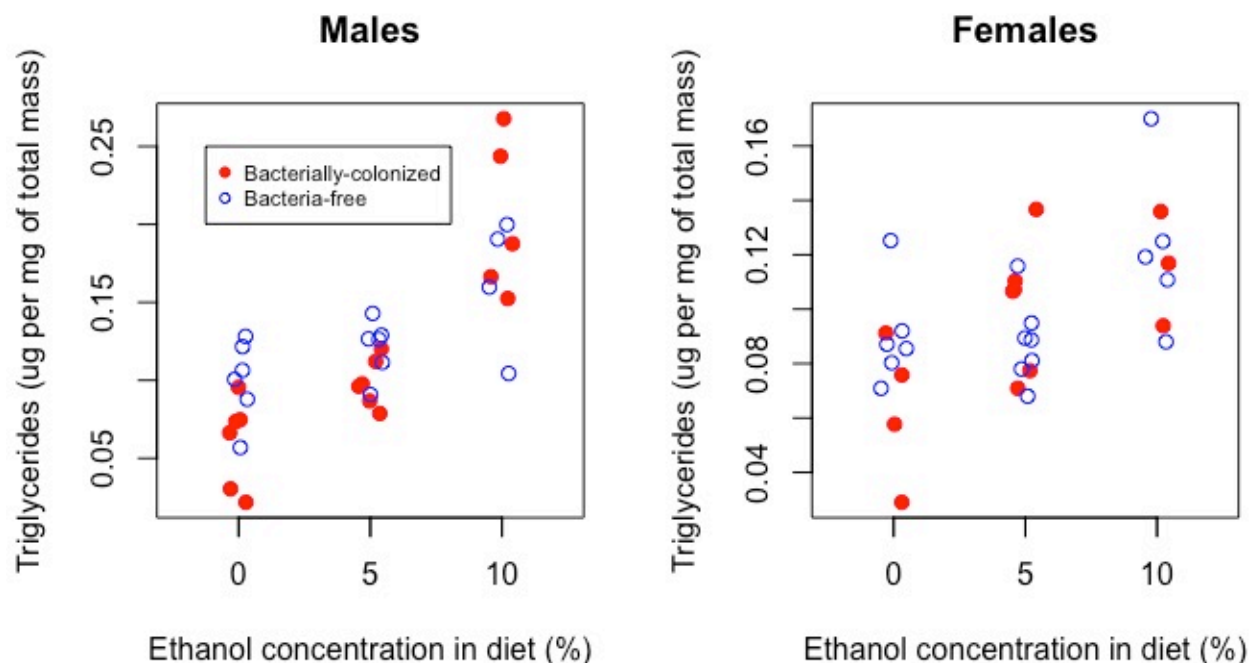 Males
Triglycerides (ug per mg of total masss)
0.25
0.15
0.05
Bacterially-colonized
Bacteria-free
0 5 10
Ethanol concentration in diet (%)
Females
Triglycerides (ug per mg of total mass)
0.16
0.12
0.08
0.04
0 5 10
Ethanol concentration in diet (%)